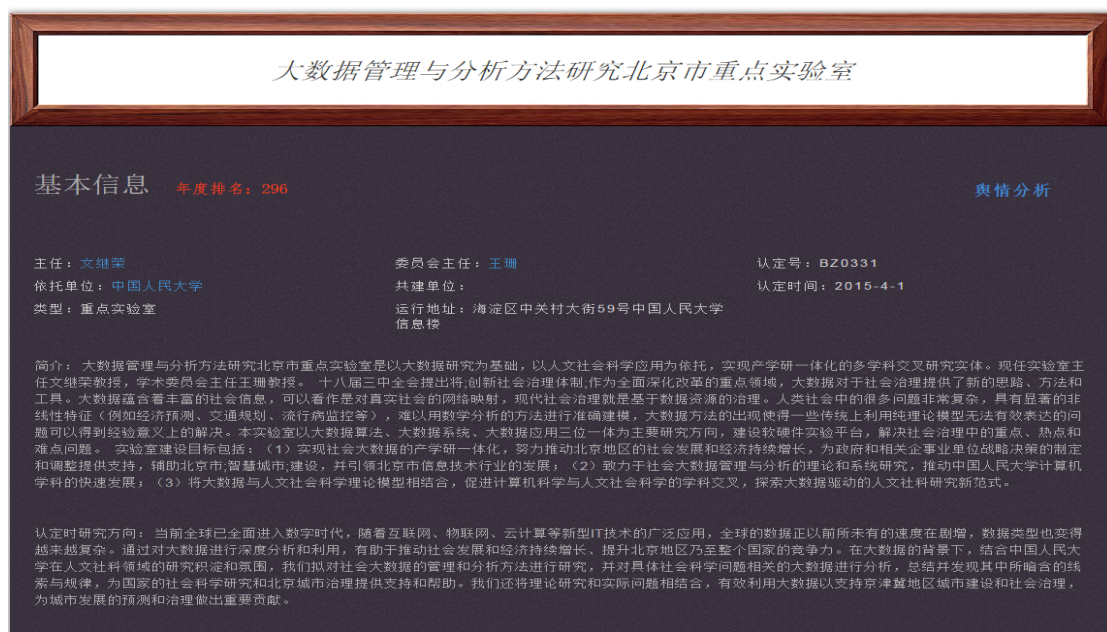 大数据管理与分析方法研究北京市重点实验室
基本信息 年度排名：296
舆情分析
主任：文继荣 委员会主任：王珊 认定号：BZ0331
依托单位：中国人民大学 共建单位： 认定时间：2015-4-1
类型：重点实验室 运行地址：海淀区中关村大街59号中国人民大学
信息楼
简介： 大数据管理与分析方法研究北京市重点实验室是以大数据研究为基础，以人文社会科学应用为依托，实现产学研一体化的多学科交叉研究实体。现任实验室主
任文继荣教授，学术委员会主任王珊教授。 十八届三中全会提出将;创新社会治理体制;作为全面深化改革的重点领域，大数据对于社会治理提供了新的思路、方法和
工具。大数据蕴含着丰富的社会信息，可以看作是对真实社会的网络映射，现代社会治理就是基于数据资源的治理。人类社会中的很多问题非常复杂，具有显著的非
线性特征（例如经济预测、交通规划、流行病监控等），难以用数学分析的方法进行准确建模，大数据方法的出现使得一些传统上利用纯理论模型无法有效表达的问
题可以得到经验意义上的解决。本实验室以大数据算法、大数据系统、大数据应用三位一体为主要研究方向，建设软硬件实验平台，解决社会治理中的重点、热点和
难点问题。 实验室建设目标包括：（1）实现社会大数据的产学研一体化，努力推动北京地区的社会发展和经济持续增长，为政府和相关企事业单位战略决策的制定
和调整提供支持，辅助北京市;智慧城市;建设，并引领北京市信息技术行业的发展；（2）致力于社会大数据管理与分析的理论和系统研究，推动中国人民大学计算机
学科的快速发展；（3）将大数据与人文社会科学理论模型相结合，促进计算机科学与人文社会科学的学科交叉，探索大数据驱动的人文社科研究新范式。
认定时研究方向： 当前全球已全面进入数字时代，随着互联网、物联网、云计算等新型IT技术的广泛应用，全球的数据正以前所未有的速度在剧增，数据类型也变得
越来越复杂。通过对大数据进行深度分析和利用，有助于推动社会发展和经济持续增长、提升北京地区乃至整个国家的竞争力。在大数据的背景下，结合中国人民大
学在人文社科领域的研究积淀和氛围，我们拟对社会大数据的管理和分析方法进行研究，并对具体社会科学问题相关的大数据进行分析，总结并发现其中所暗含的线
索与规律，为国家的社会科学研究和北京城市治理提供支持和帮助。我们还将理论研究和实际问题相结合，有效利用大数据以支持京津冀地区城市建设和社会治理，
为城市发展的预测和治理做出重要贡献。